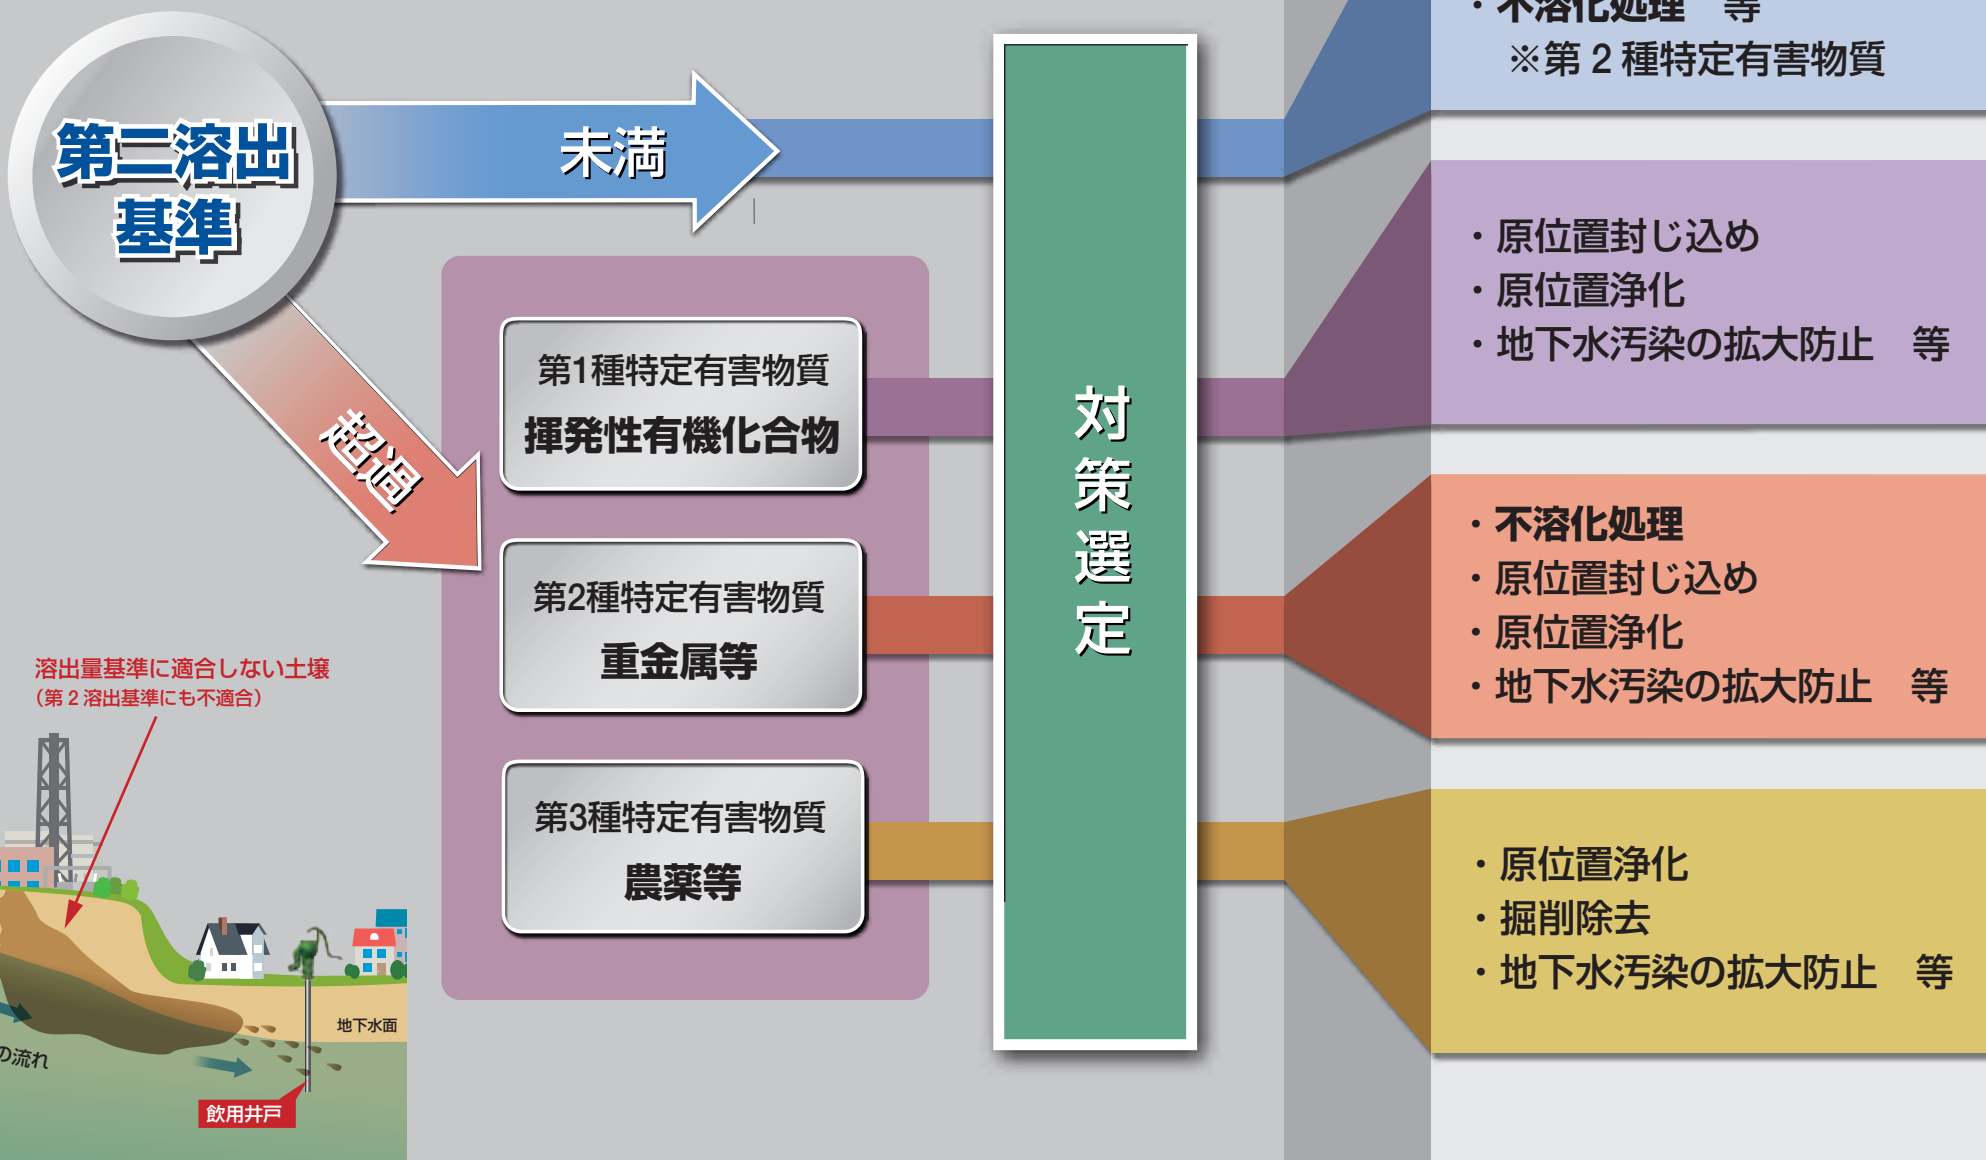 第二溶出
基準
未満
超過
第1種特定有害物質
揮発性有機化合物
第2種特定有害物質
重金属等
第3種特定有害物質
農薬等
対策選定
・不溶化処理　等
※第２種特定有害物質
・原位置封じ込め
・原位置浄化
・地下水汚染の拡大防止　等
・不溶化処理
・原位置封じ込め
・原位置浄化
・地下水汚染の拡大防止　等
・原位置浄化
・掘削除去
・地下水汚染の拡大防止　等
溶出量基準に適合しない土壌
（第２溶出基準にも不適合）
地下水面
の流れ
飲用井戸